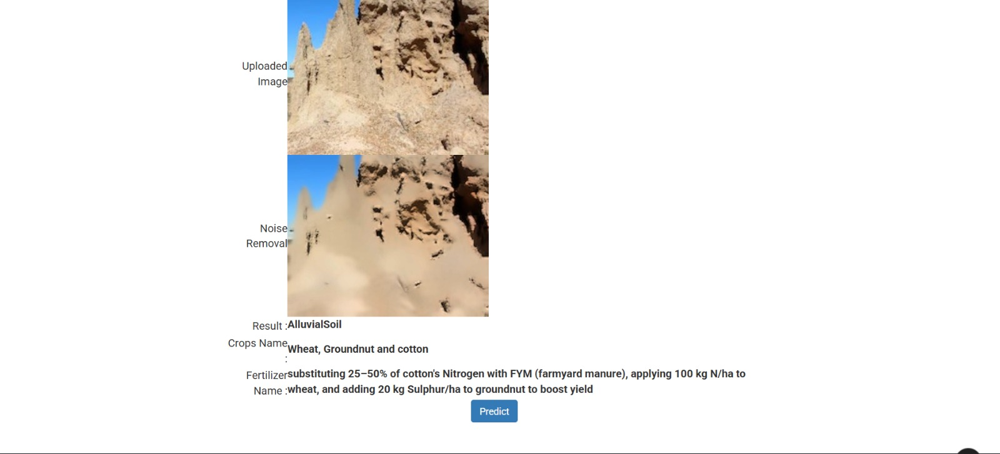 Uploaded
Image
Noise
Removal
Result :AlluvialSoil
Crops Name
:
Wheat, Groundnut and cotton
Fertilizer
Name :
substituting 25–50% of cotton's Nitrogen with FYM (farmyard manure), applying 100 kg N/ha to
wheat, and adding 20 kg Sulphur/ha to groundnut to boost yield
Predict